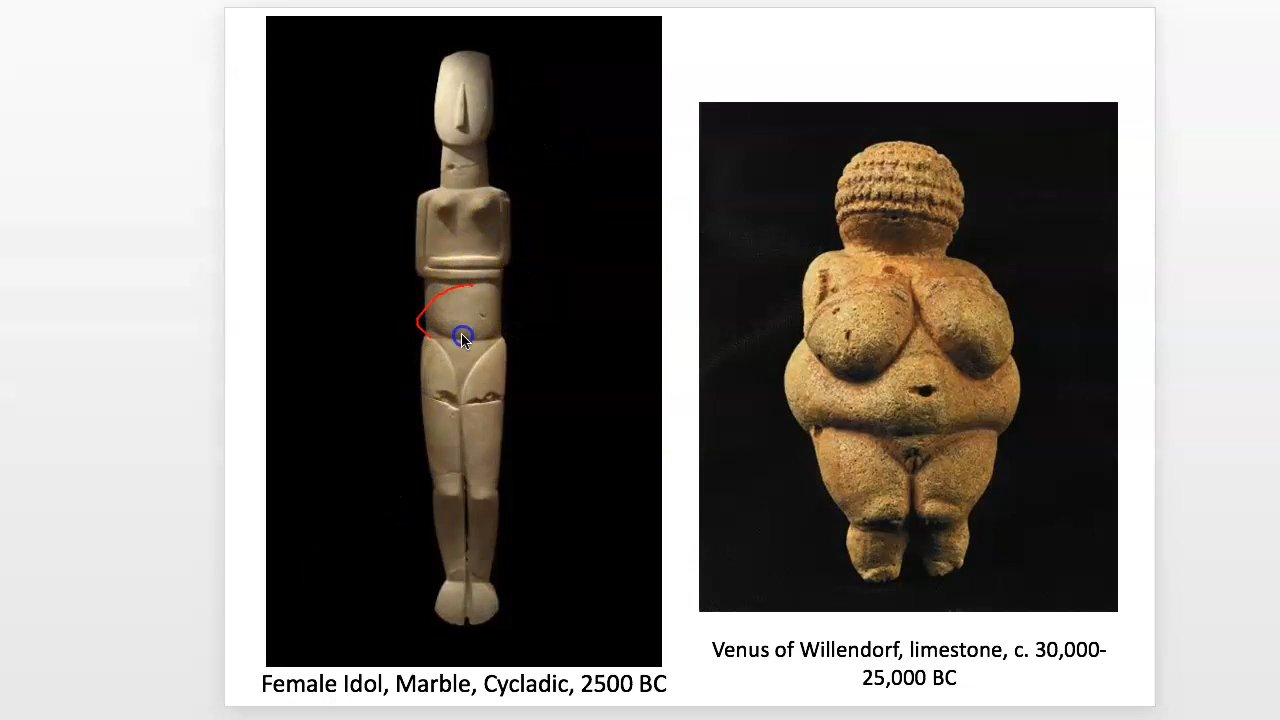 Female Idol, Marble, Cycladic, 2500 BC
Venus of Willendorf, limestone, c. 30,000-
25,000 BC